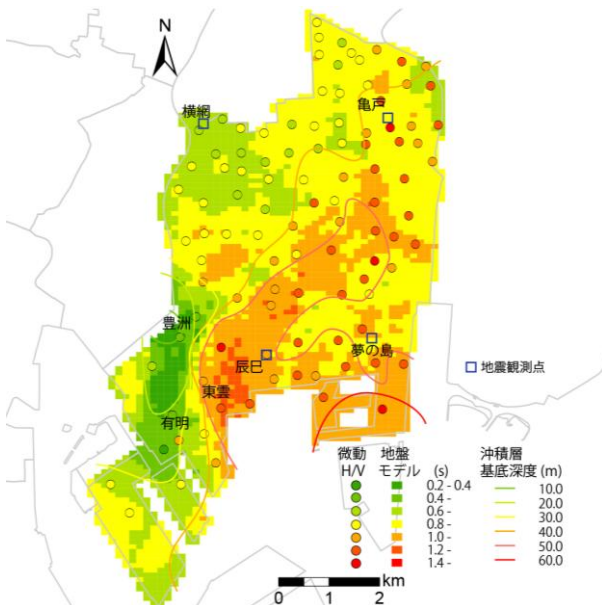 N
横網
亀戸
豊洲
辰巳
夢の島
東雲
有明
地震観測点
微動 地盤 沖積層
H/V モデル (s) 基底深度 (m)
0.2 - 0.4 10.0
0.4 - 20.0
0.6 - 30.0
0.8 - 40.0
1.0 - 50.0
1.2 - 60.0
1.4 -
0 1 2
km